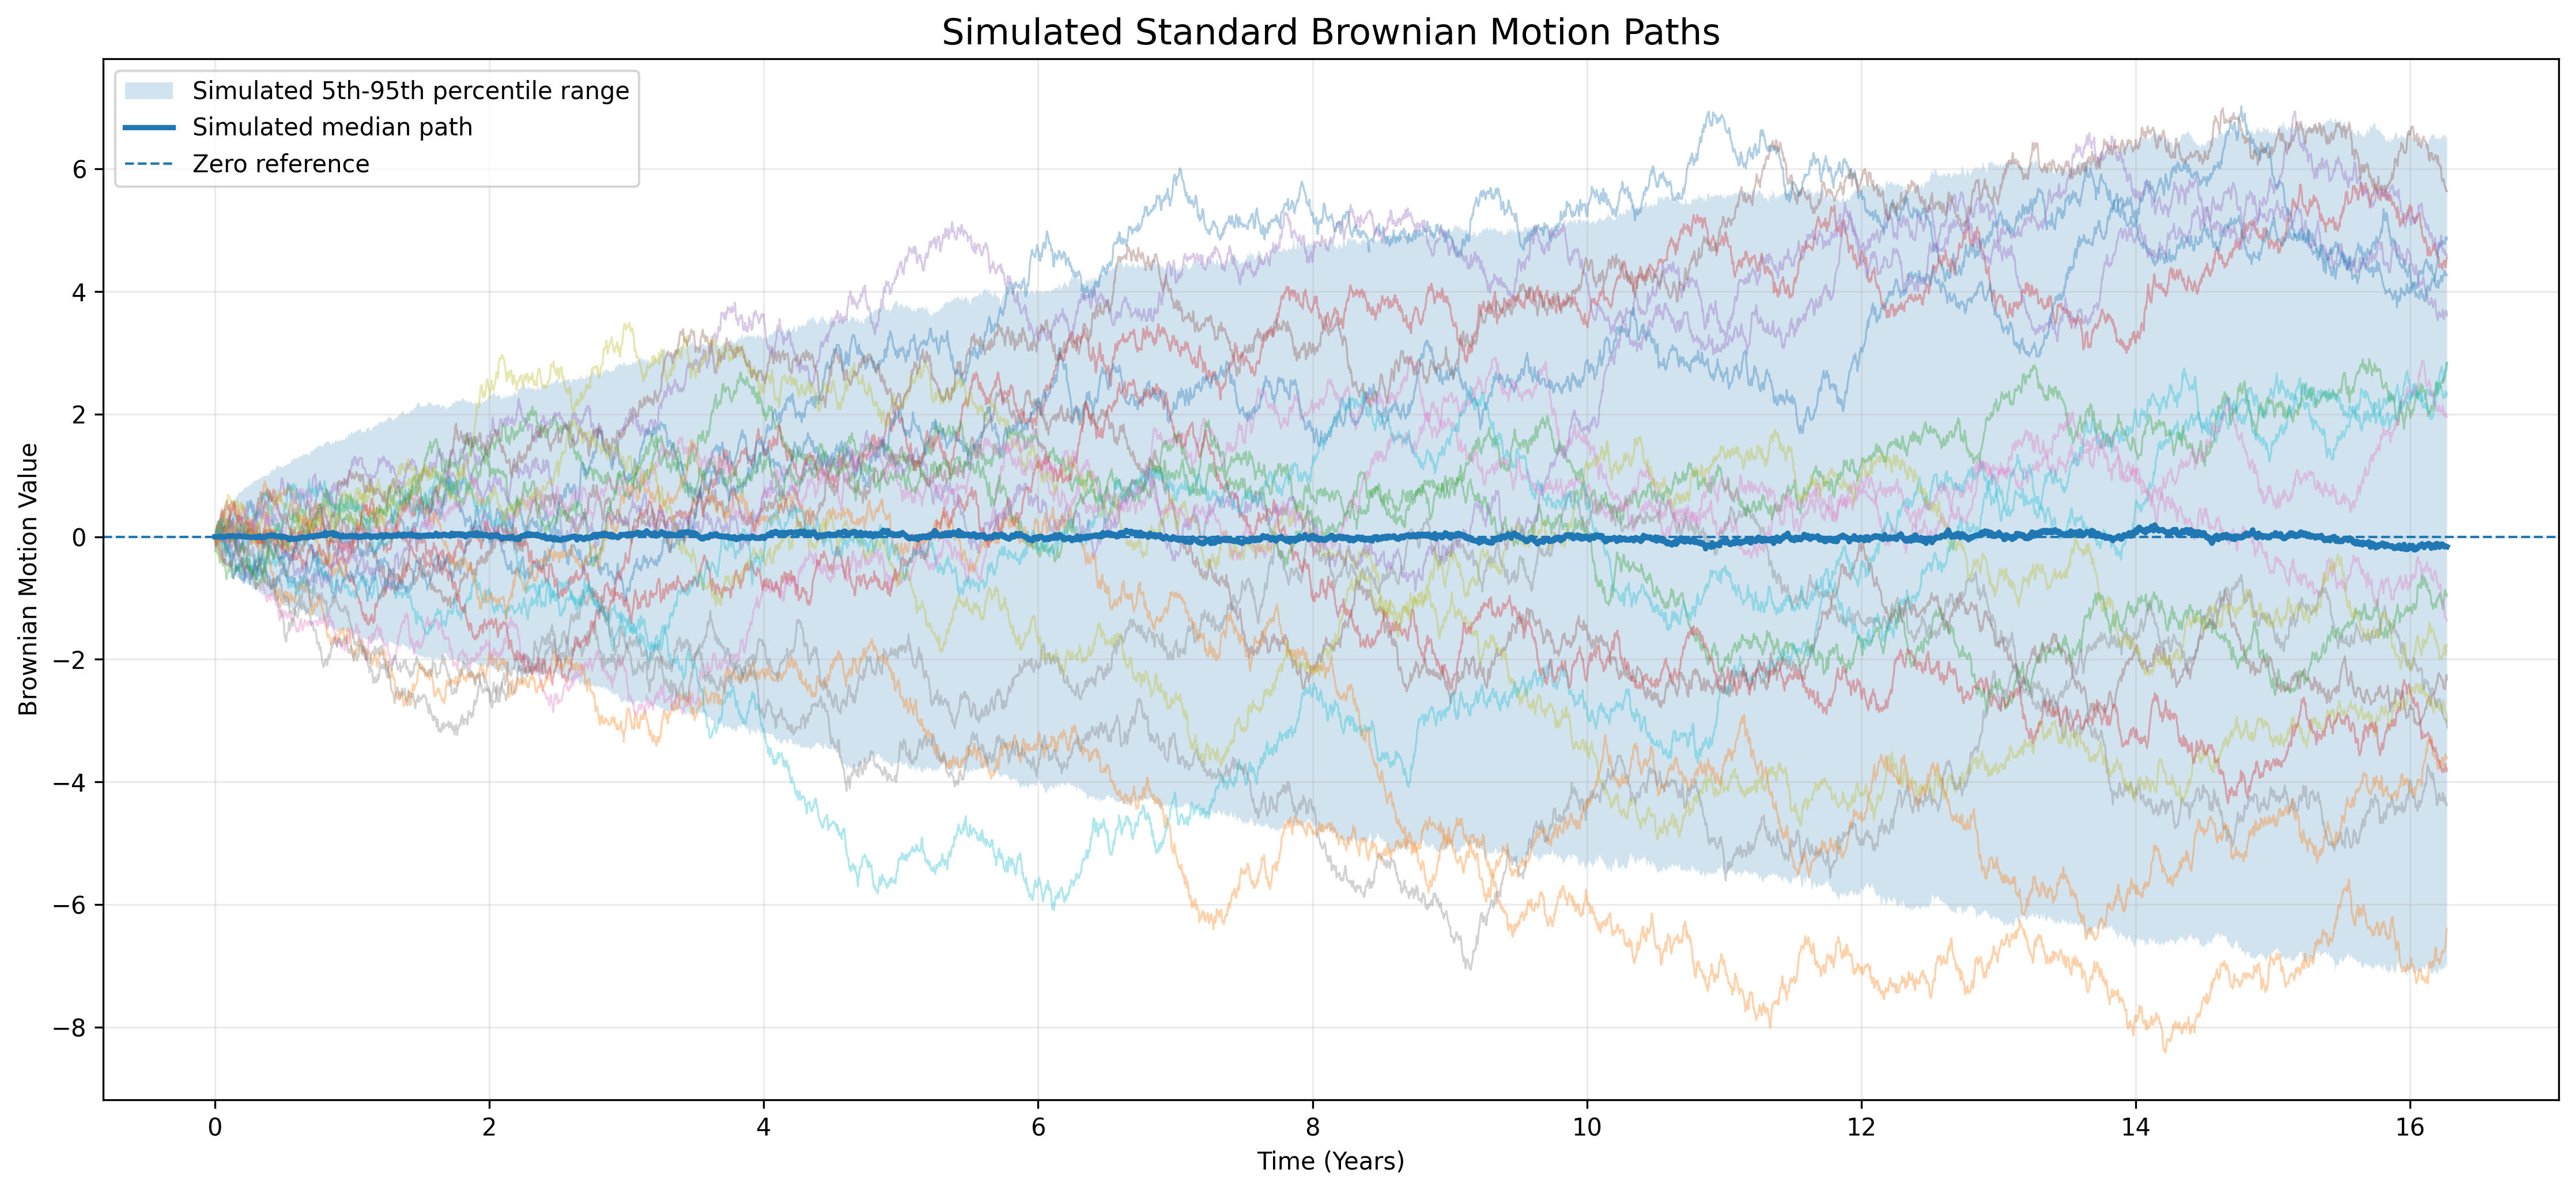 Simulated Standard Brownian Motion Paths
Simulated 5th-95th percentile range
Simulated median path
Zero reference
Brownian Motion Value
6
4
2
0
−2
−4
−6
−8
0 2 4 6 8 10 12 14 16
Time (Years)